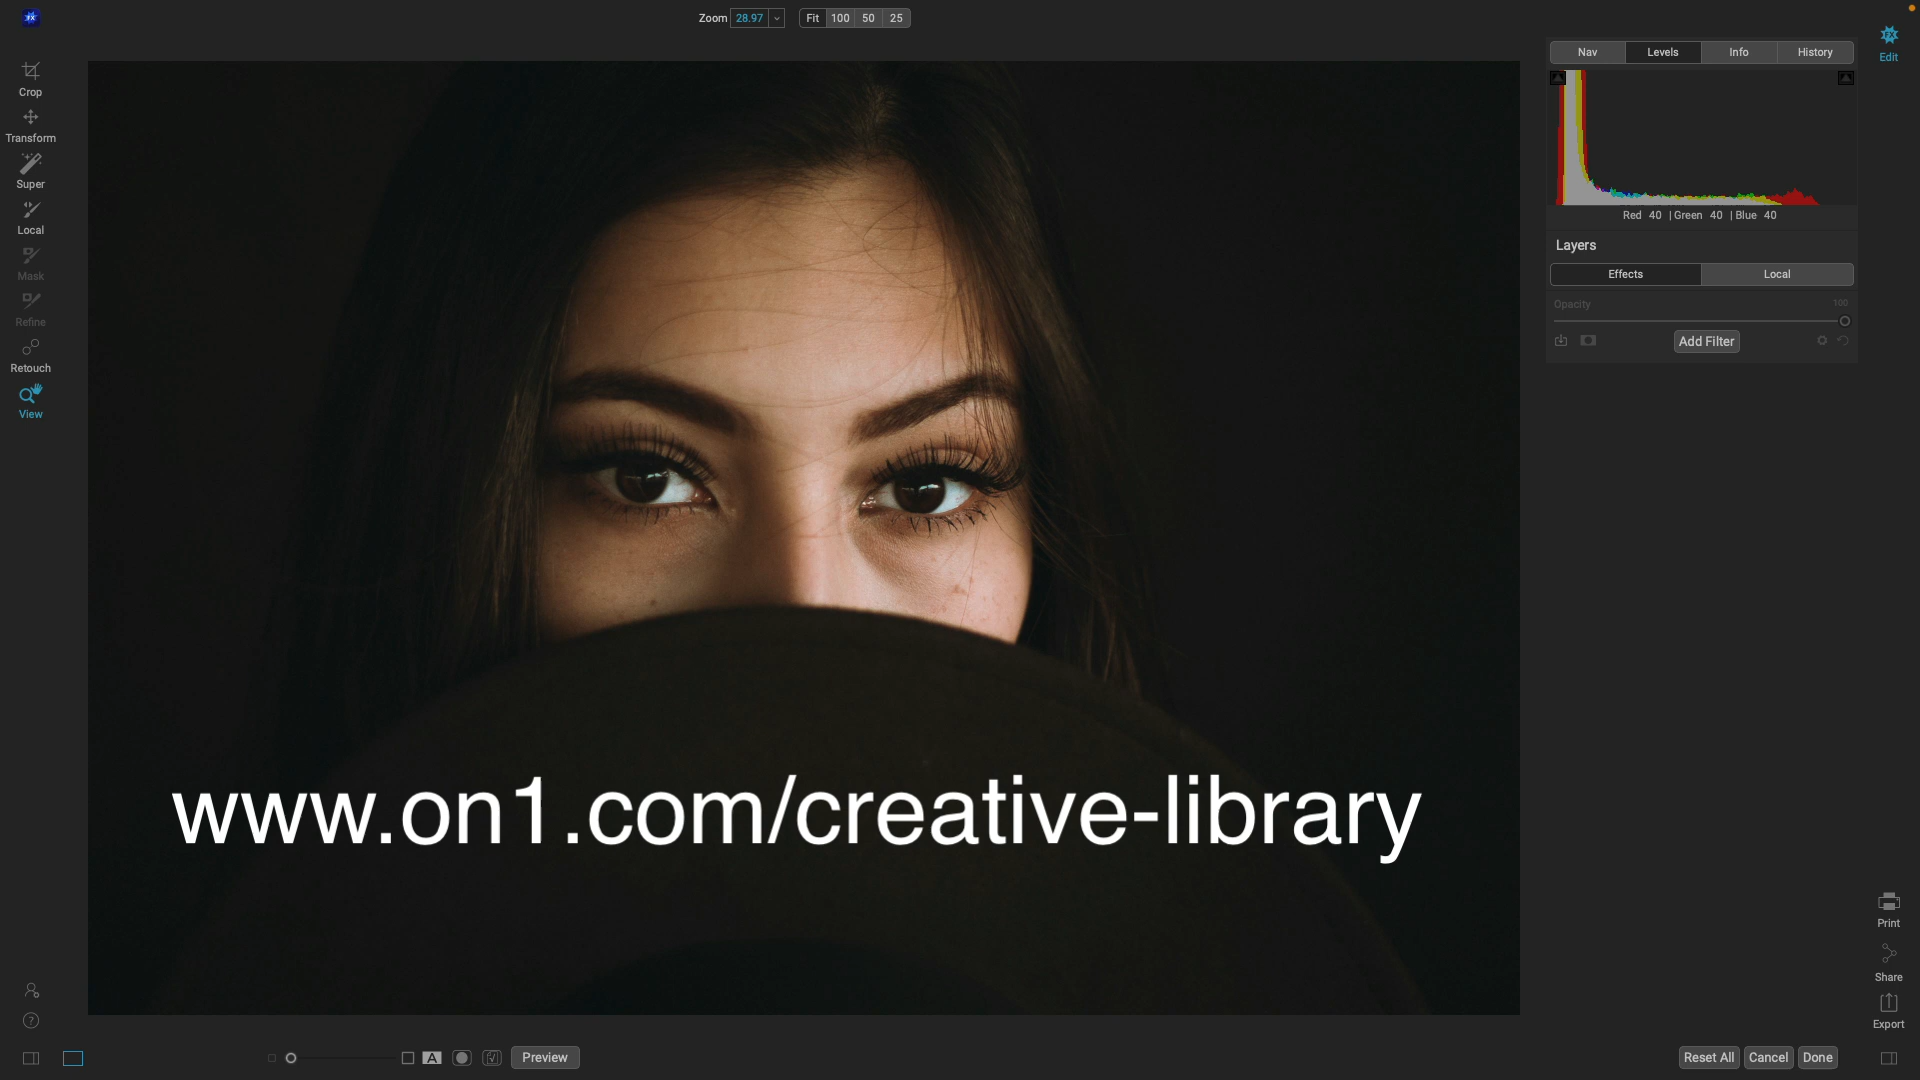 Zoom 28.97 Fit 100 50 25
Nav Levels Info History
Edit
Crop
Transform
Super
Local
Mask
Refine
Retouch
View
Red 40 | Green 40 | Blue 40
Layers
Effects Local
Opacity 100
Add Filter
www.on1.com/creative-library
Print
Share
Export
A Preview
Reset All Cancel Done